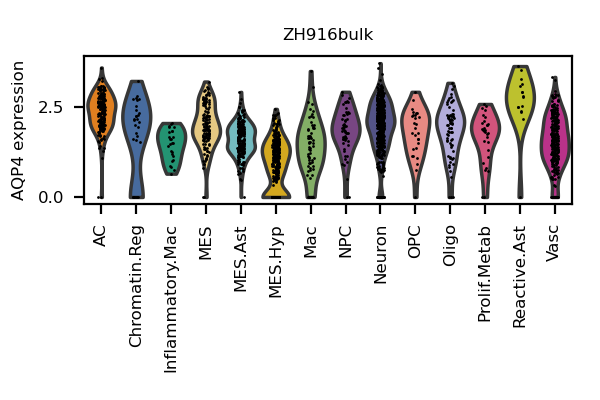 ZH916bulk
AQP4 expression
2.5
0.0
AC
Chromatin.Reg
Inflammatory.Mac
MES
MES.Ast
MES.Hyp
Mac
NPC
Neuron
OPC
Oligo
Prolif.Metab
Reactive.Ast
Vasc